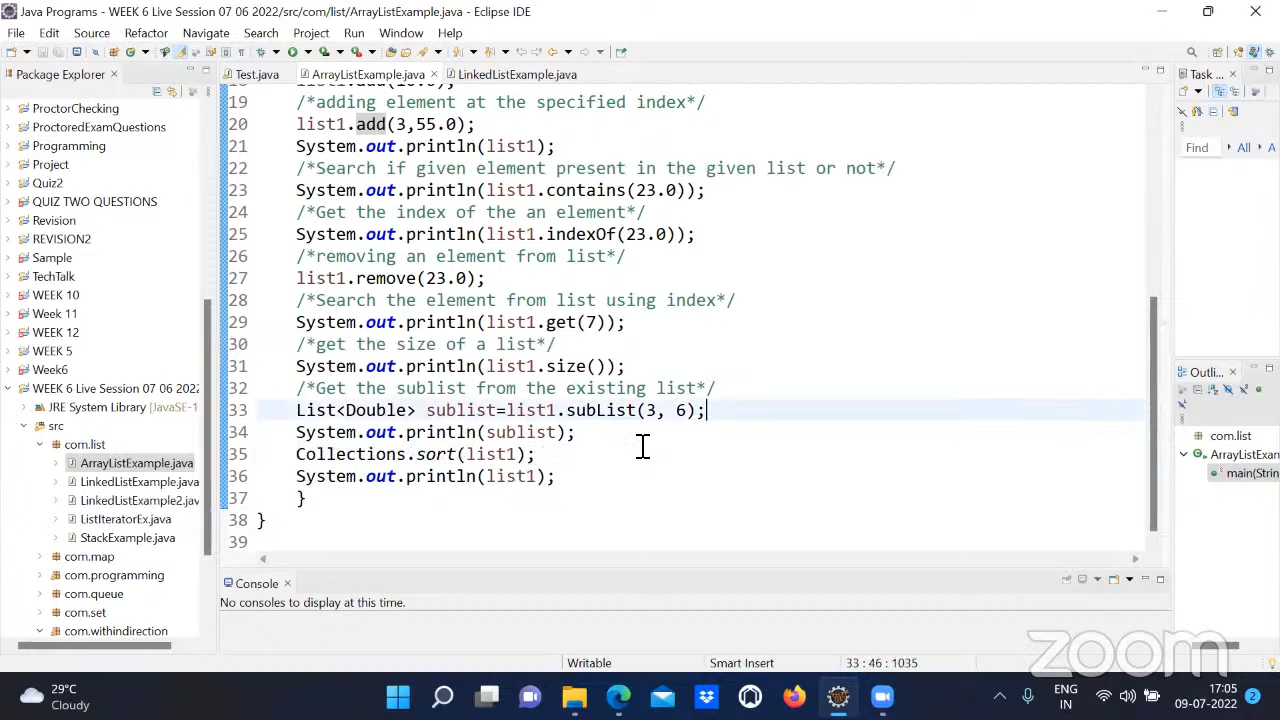 Java Programs - WEEK 6 Live Session 07 06 2022/src/com/list/ArrayListExample.java - Eclipse IDE
File Edit Source Refactor Navigate Search Project Run Window Help
Package Explorer
Test.java ArrayListExample.java LinkedListExample.java
Task ...
ProctorChecking
ProctoredExamQuestions
Programming
Project
Quiz2
QUIZ TWO QUESTIONS
Revision
REVISION2
Sample
TechTalk
WEEK 10
Week 11
WEEK 12
WEEK 5
Week6
WEEK 6 Live Session 07 06 2022
JRE System Library [JavaSE-1
src
com.list
ArrayListExample.java
LinkedListExample.java
LinkedListExample2.java
ListIteratorEx.java
StackExample.java
com.map
com.programming
com.queue
com.set
com.withindirection
19 /*adding element at the specified index*/
20 list1.add(3,55.0);
21 System.out.println(list1);
22 /*Search if given element present in the given list or not*/
23 System.out.println(list1.contains(23.0));
24 /*Get the index of the an element*/
25 System.out.println(list1.indexOf(23.0));
26 /*removing an element from list*/
27 list1.remove(23.0);
28 /*Search the element from list using index*/
29 System.out.println(list1.get(7));
30 /*get the size of a list*/
31 System.out.println(list1.size());
32 /*Get the sublist from the existing list*/
33 List<Double> sublist=list1.subList(3, 6);
34 System.out.println(sublist);
35 Collections.sort(list1);
36 System.out.println(list1);
37 }
38 }
39
Find All A
Outli...
com.list
ArrayListExan
main(Strin
Console
No consoles to display at this time.
Writable Smart Insert 33 : 46 : 1035
zoom
29°C
Cloudy
ENG
IN
17:05
09-07-2022
2